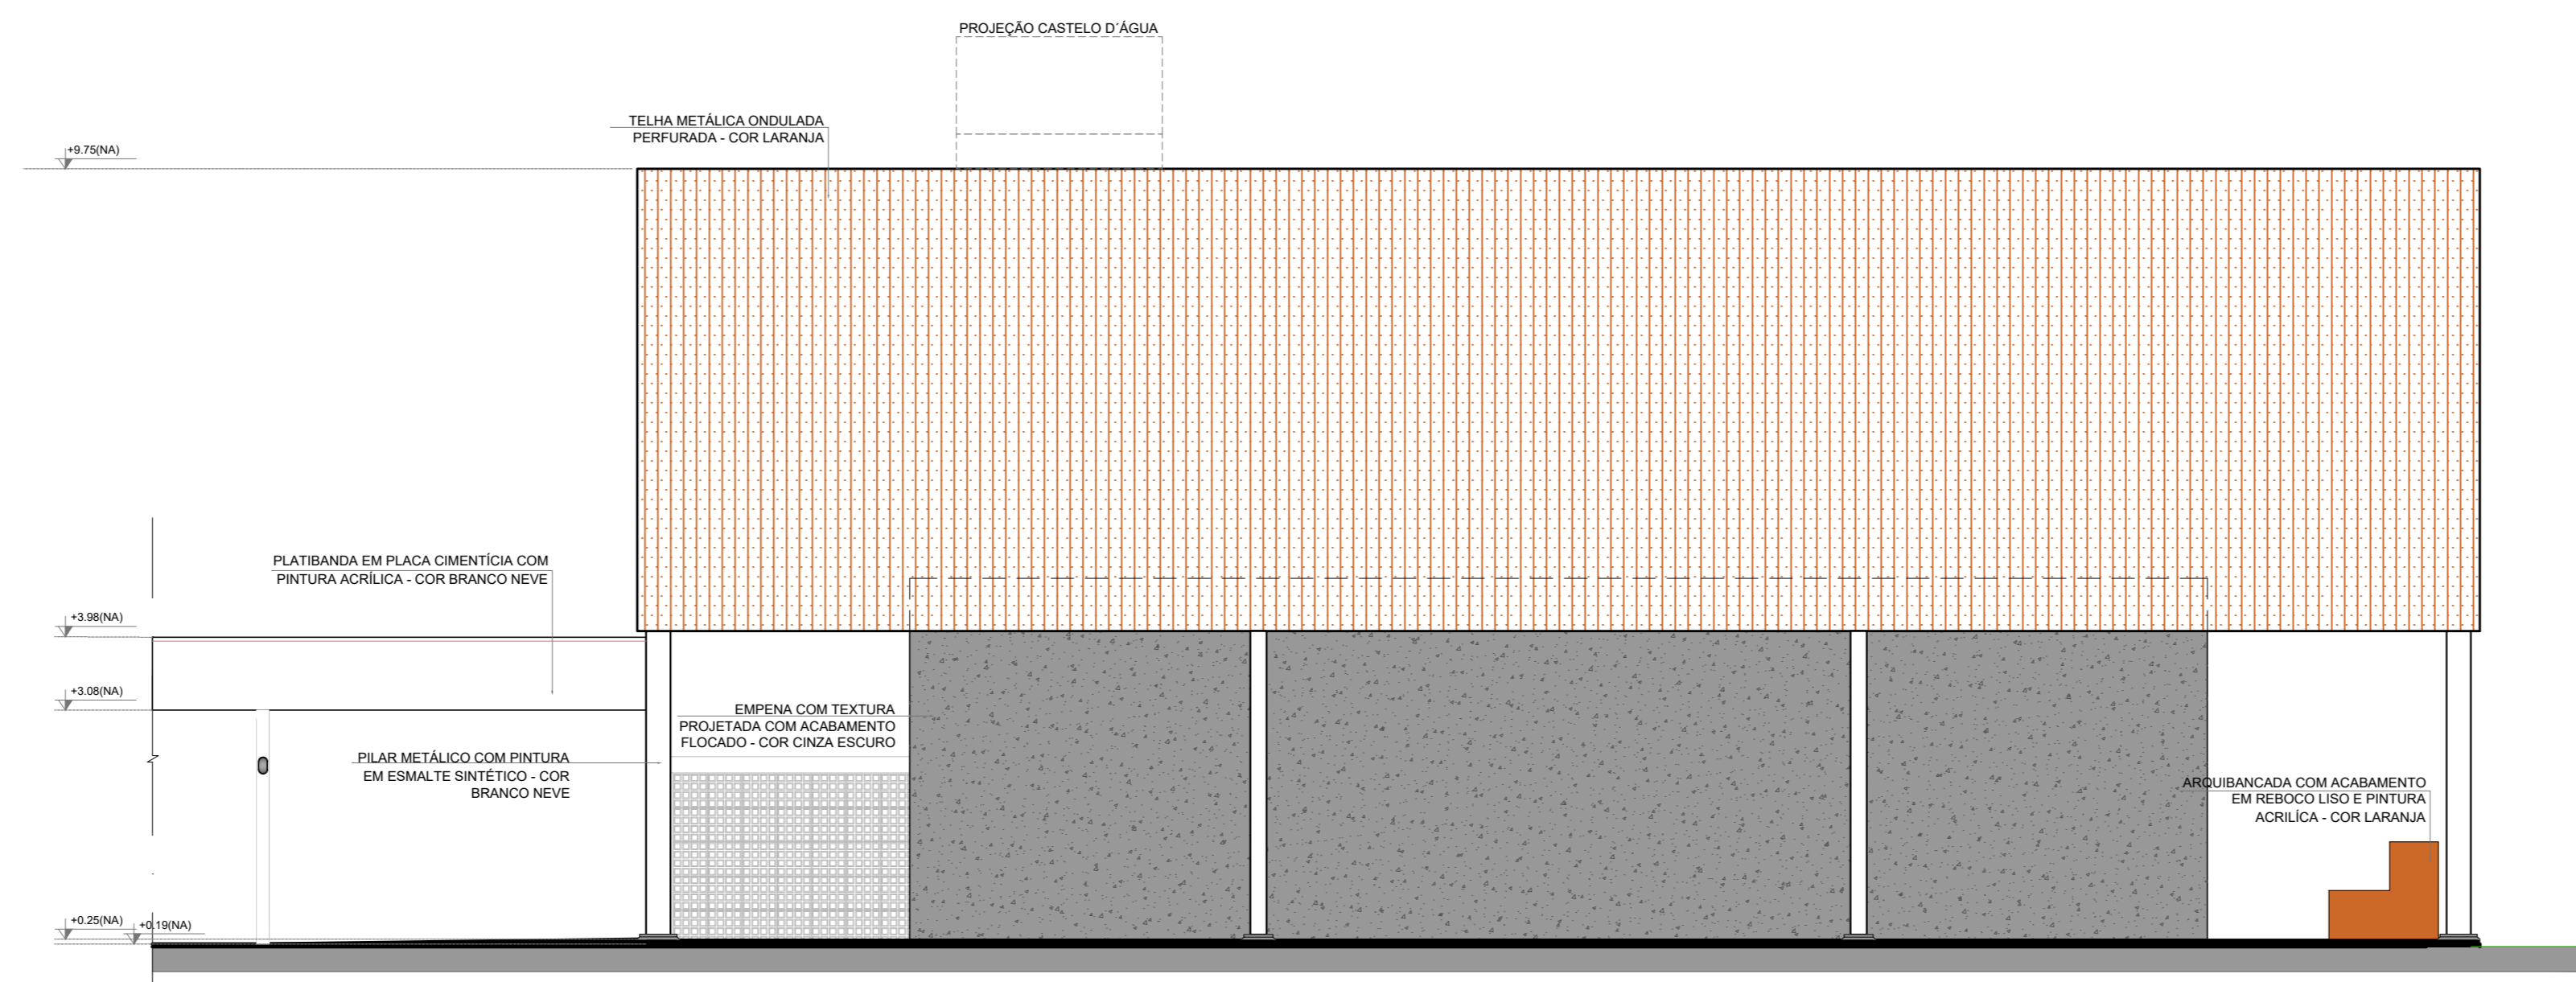 PROJEÇÃO CASTELO D´ÁGUA
TELHA METÁLICA ONDULADA
PERFURADA - COR LARANJA
+9.75(NA)
PLATIBANDA EM PLACA CIMENTÍCIA COM
PINTURA ACRÍLICA - COR BRANCO NEVE
+3.98(NA)
+3.08(NA)
EMPENA COM TEXTURA
PROJETADA COM ACABAMENTO
FLOCADO - COR CINZA ESCURO
PILAR METÁLICO COM PINTURA
EM ESMALTE SINTÉTICO - COR
BRANCO NEVE
ARQUIBANCADA COM ACABAMENTO
EM REBOCO LISO E PINTURA
ACRILÍCA - COR LARANJA
+0.25(NA)
+0.19(NA)